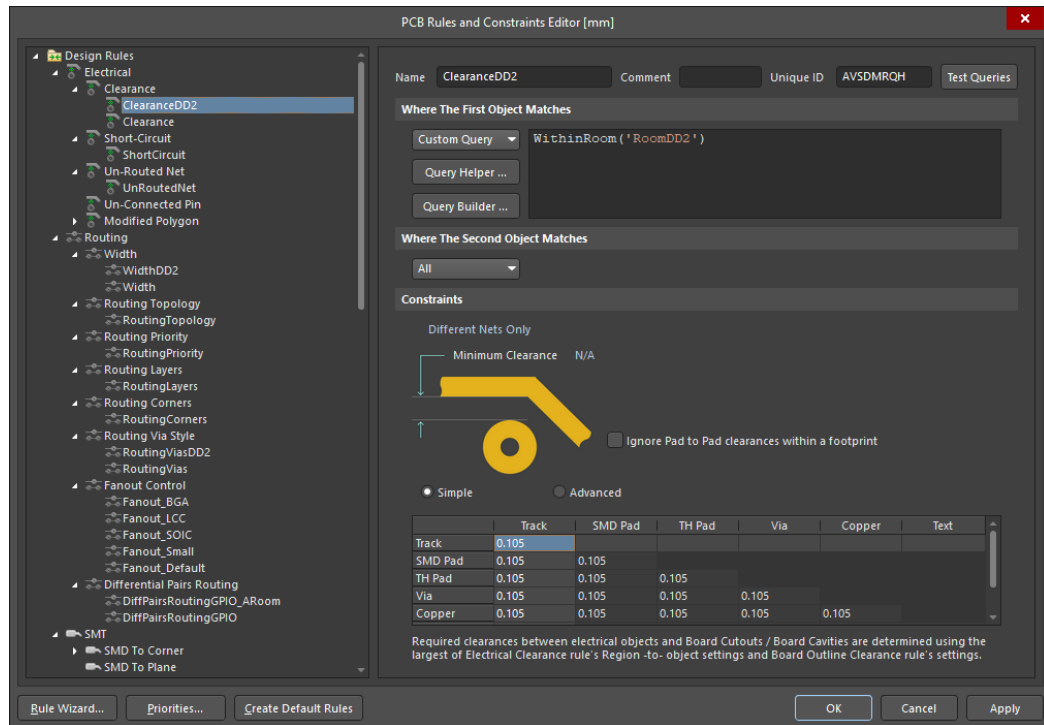 PCB Rules and Constraints Editor [mm]
Design Rules
Electrical
Clearance
ClearanceDD2
Clearance
Short-Circuit
ShortCircuit
Un-Routed Net
UnRoutedNet
Un-Connected Pin
Modified Polygon
Routing
Width
WidthDD2
Width
Routing Topology
RoutingTopology
Routing Priority
RoutingPriority
Routing Layers
RoutingLayers
Routing Corners
RoutingCorners
Routing Via Style
RoutingViasDD2
RoutingVias
Fanout Control
Fanout_BGA
Fanout_LCC
Fanout_SOIC
Fanout_Small
Fanout_Default
Differential Pairs Routing
DiffPairsRoutingGPIO_ARoom
DiffPairsRoutingGPIO
SMT
SMD To Corner
SMD To Plane
Name ClearanceDD2 Comment Unique ID AVSDMRQH Test Queries
Where The First Object Matches
Custom Query WithinRoom('RoomDD2')
Query Helper ...
Query Builder ...
Where The Second Object Matches
All
Constraints
Different Nets Only
Minimum Clearance N/A
Ignore Pad to Pad clearances within a footprint
Simple Advanced
Track SMD Pad TH Pad Via Copper Text
Track 0.105
SMD Pad 0.105 0.105
TH Pad 0.105 0.105 0.105
Via 0.105 0.105 0.105 0.105
Copper 0.105 0.105 0.105 0.105 0.105
Required clearances between electrical objects and Board Cutouts / Board Cavities are determined using the
largest of Electrical Clearance rule's Region -to- object settings and Board Outline Clearance rule's settings.
Rule Wizard... Priorities... Create Default Rules OK Cancel Apply